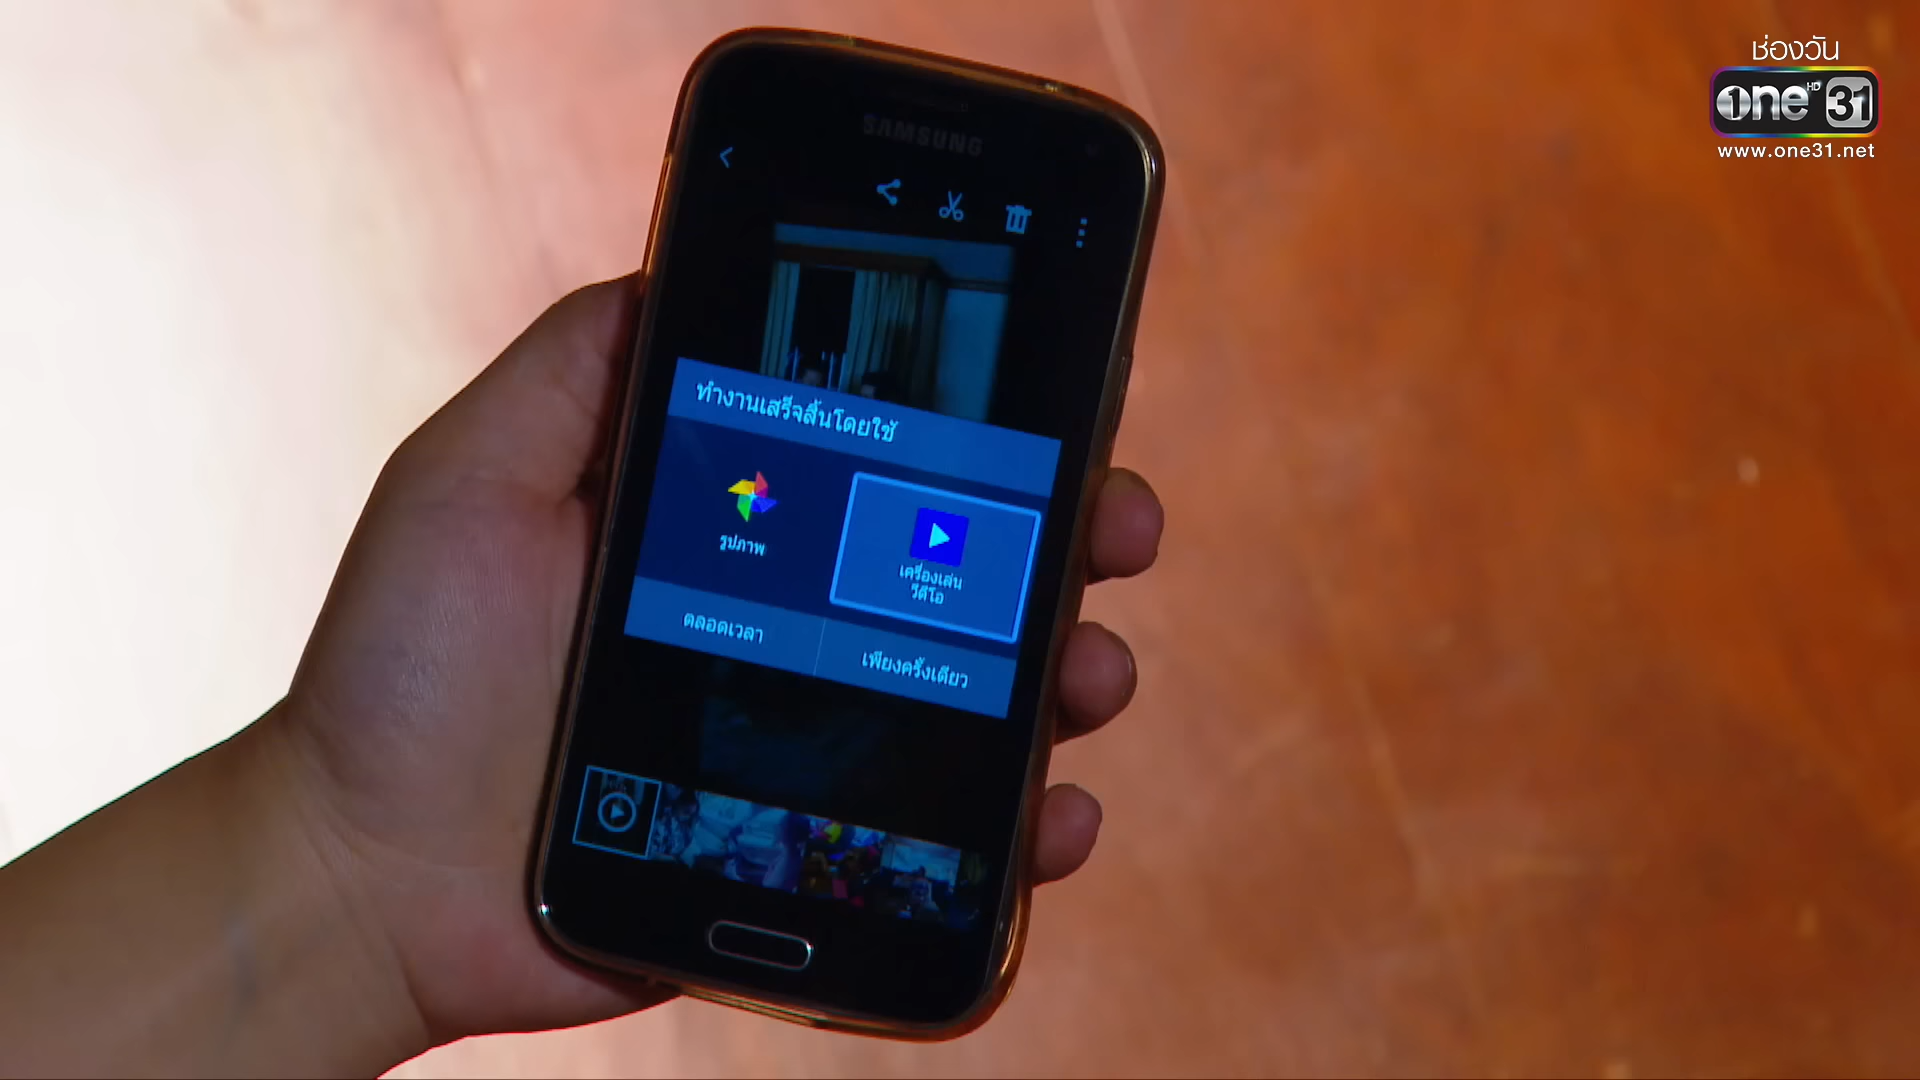 ช่องวัน
one HD 31
www.one31.net
SAMSUNG
ทำงานเสร็จสิ้นโดยใช้
รูปภาพ
เครื่องเล่น
วีดีโอ
ตลอดเวลา
เพียงครั้งเดียว